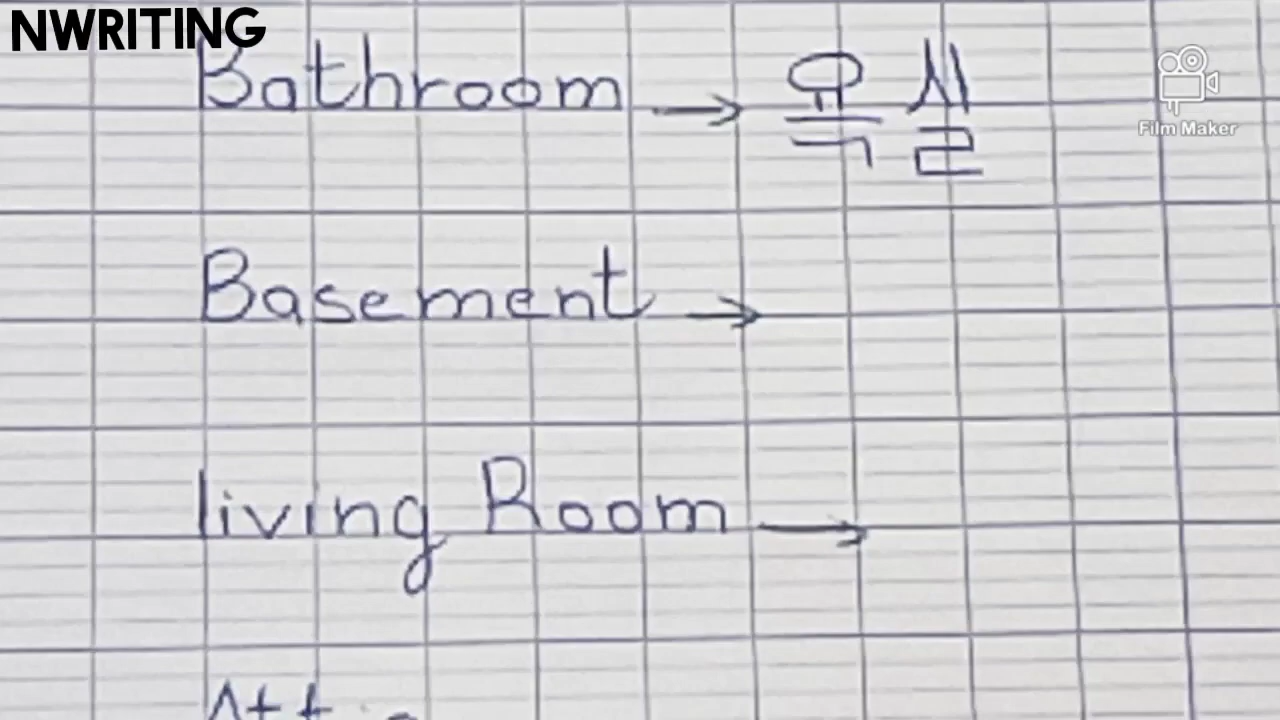 NWRITING
Bathroom → 욕실
Film Maker
Basement →
living Room →